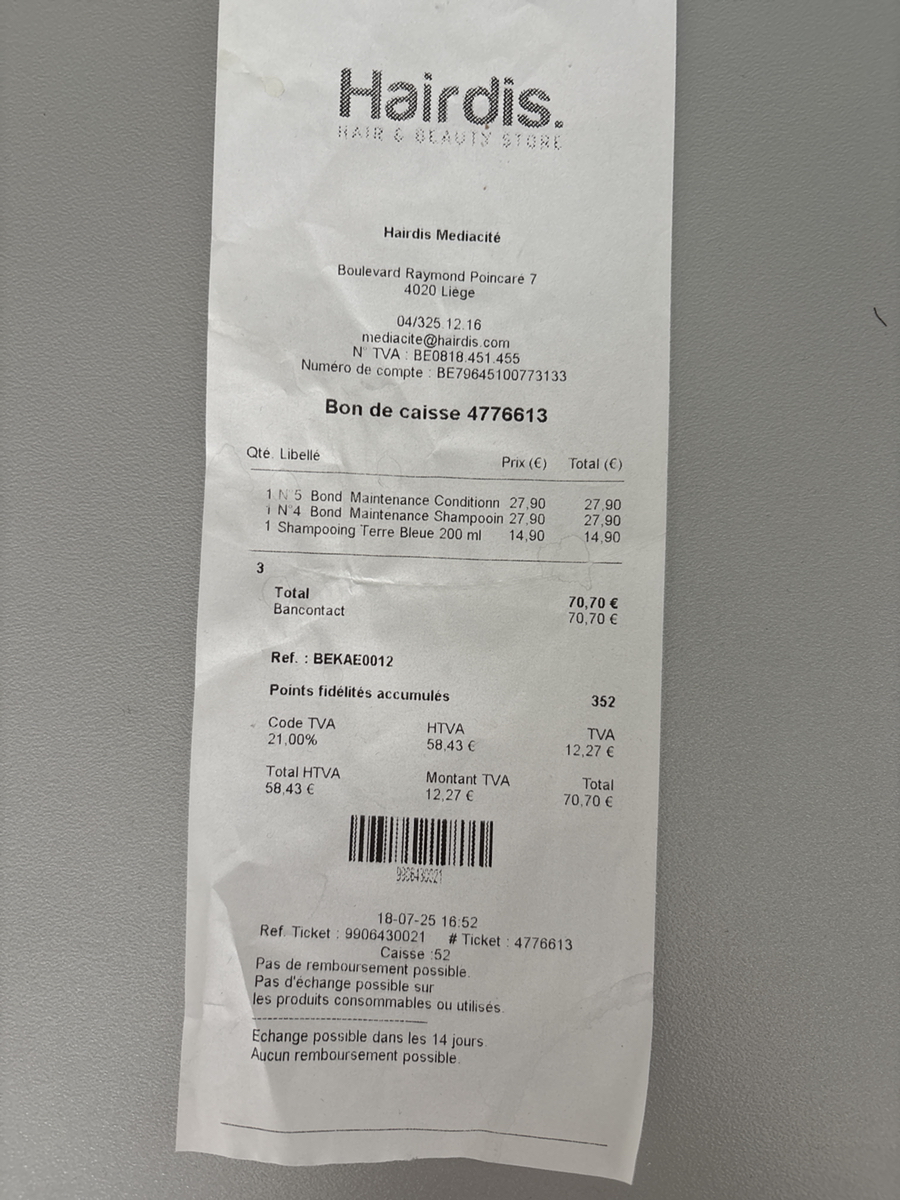 Hairdis.
HAIR & BEAUTY STORE
Hairdis Mediacité
Boulevard Raymond Poincaré 7
4020 Liège
04/325.12.16
mediacite@hairdis.com
N° TVA : BE0818.451.455
Numéro de compte : BE79645100773133
Bon de caisse 4776613
Qté. Libellé Prix (€) Total (€)
1 N°5 Bond Maintenance Conditionn 27,90 27,90
1 N°4 Bond Maintenance Shampooin 27,90 27,90
1 Shampooing Terre Bleue 200 ml 14,90 14,90
3
Total 70,70 €
Bancontact 70,70 €
Ref. : BEKAE0012
Points fidélités accumulés 352
Code TVA HTVA TVA
21,00% 58,43 € 12,27 €
Total HTVA Montant TVA Total
58,43 € 12,27 € 70,70 €
9906430021
18-07-25 16:52
Ref. Ticket : 9906430021 # Ticket : 4776613
Caisse :52
Pas de remboursement possible.
Pas d'échange possible sur
les produits consommables ou utilisés.
Echange possible dans les 14 jours.
Aucun remboursement possible.